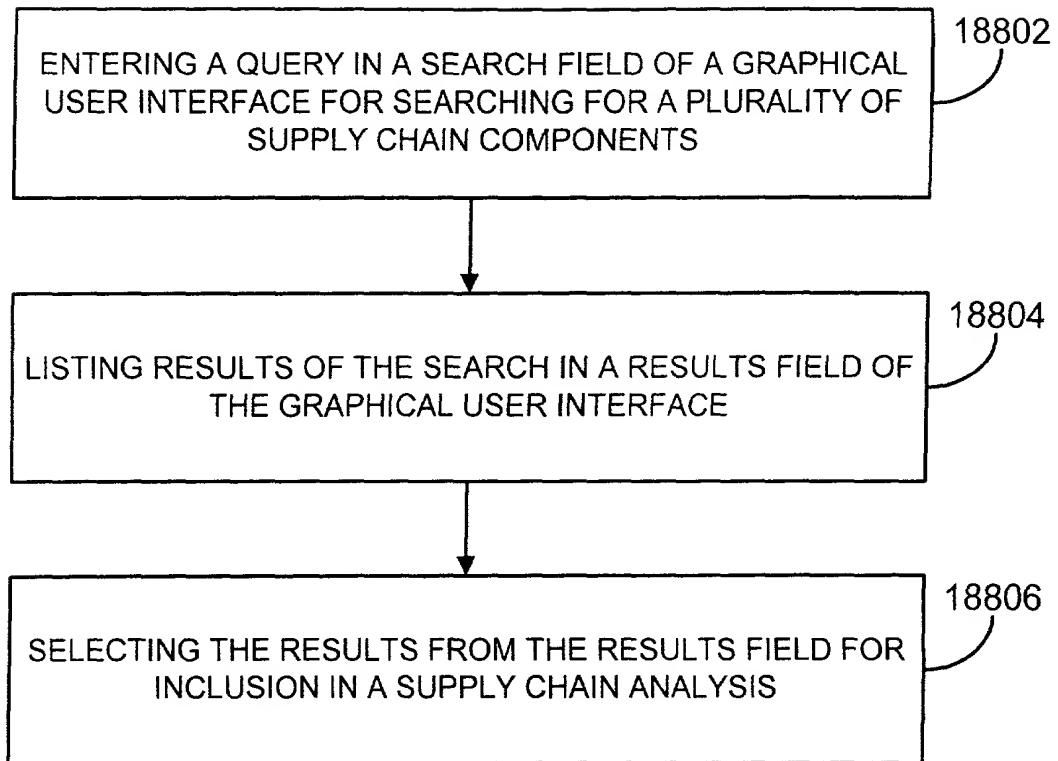 18802
ENTERING A QUERY IN A SEARCH FIELD OF A GRAPHICAL
USER INTERFACE FOR SEARCHING FOR A PLURALITY OF
SUPPLY CHAIN COMPONENTS
18804
LISTING RESULTS OF THE SEARCH IN A RESULTS FIELD OF
THE GRAPHICAL USER INTERFACE
18806
SELECTING THE RESULTS FROM THE RESULTS FIELD FOR
INCLUSION IN A SUPPLY CHAIN ANALYSIS